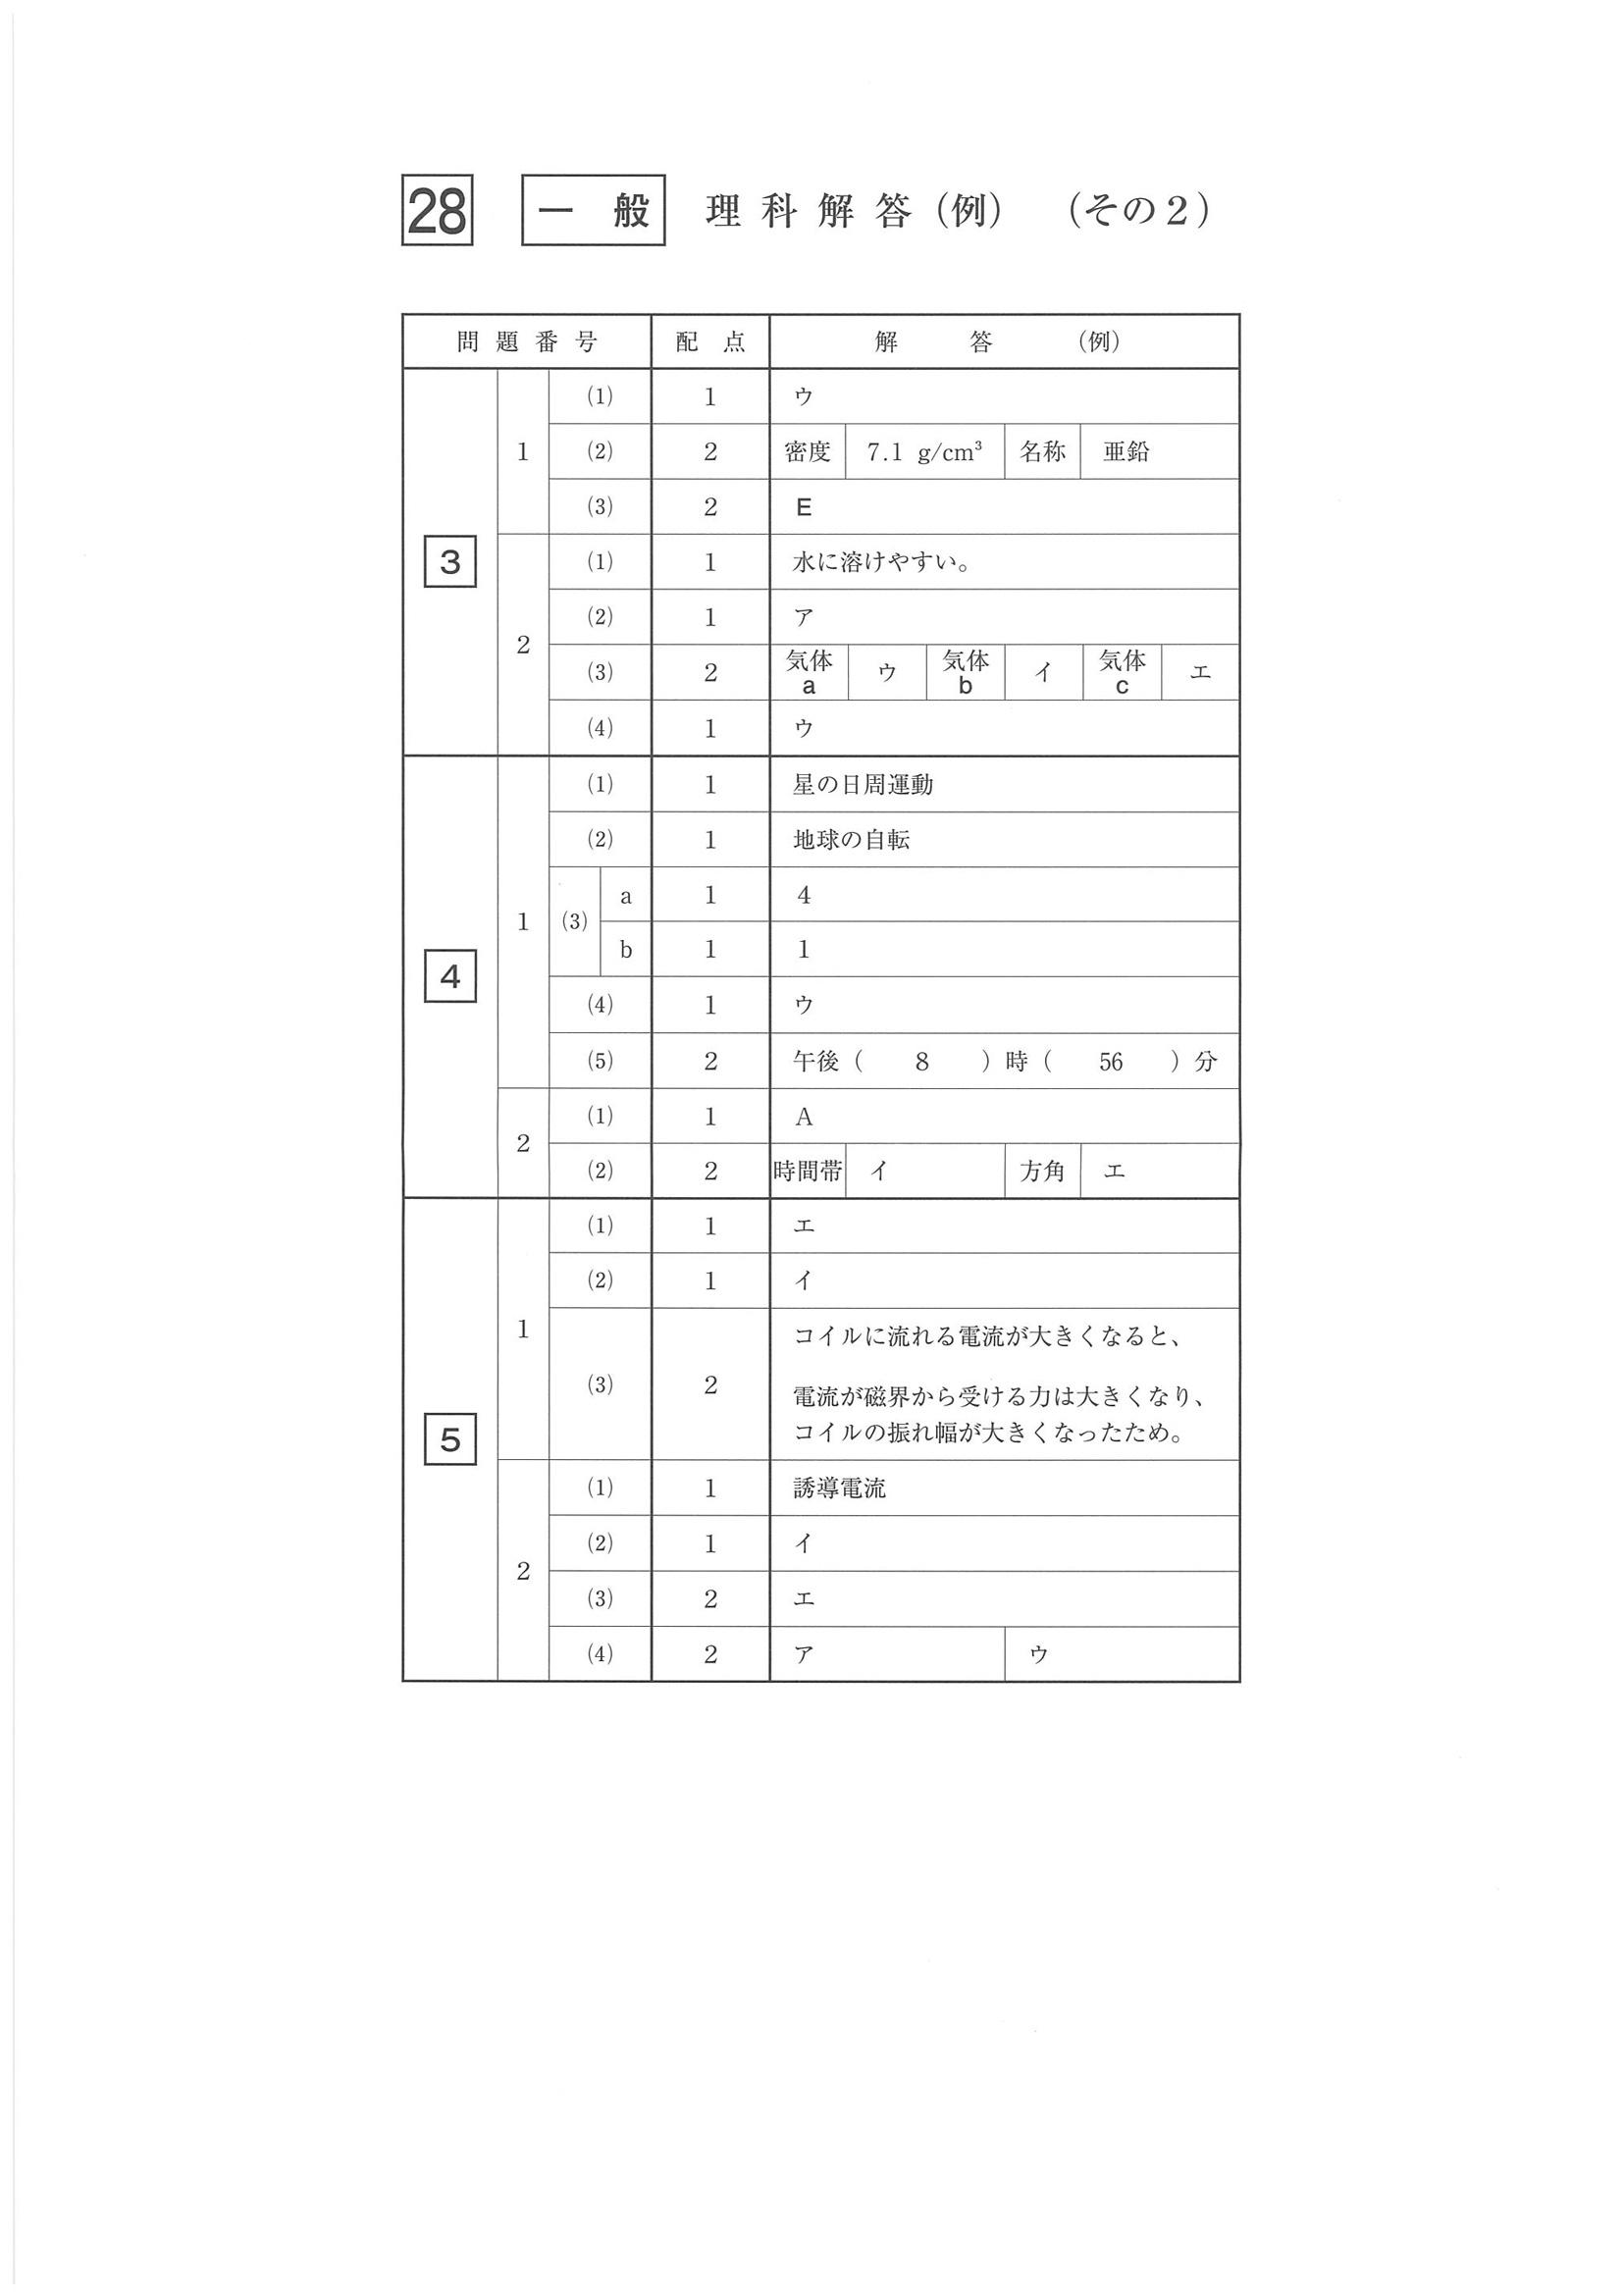 28 一般 理科解答（例） （その２）
問題番号 配点 解答（例）
3 1 (1) 1 ウ
(2) 2 密度 7.1 g/cm³ 名称 亜鉛
(3) 2 E
2 (1) 1 水に溶けやすい。
(2) 1 ア
(3) 2 気体a ウ 気体b イ 気体c エ
(4) 1 ウ
4 1 (1) 1 星の日周運動
(2) 1 地球の自転
(3) a 1 4
b 1 1
(4) 1 ウ
(5) 2 午後（ 8 ）時（ 56 ）分
2 (1) 1 A
(2) 2 時間帯 イ 方角 エ
5 1 (1) 1 エ
(2) 1 イ
(3) 2 コイルに流れる電流が大きくなると、
電流が磁界から受ける力は大きくなり、
コイルの振れ幅が大きくなったため。
2 (1) 1 誘導電流
(2) 1 イ
(3) 2 エ
(4) 2 ア ウ